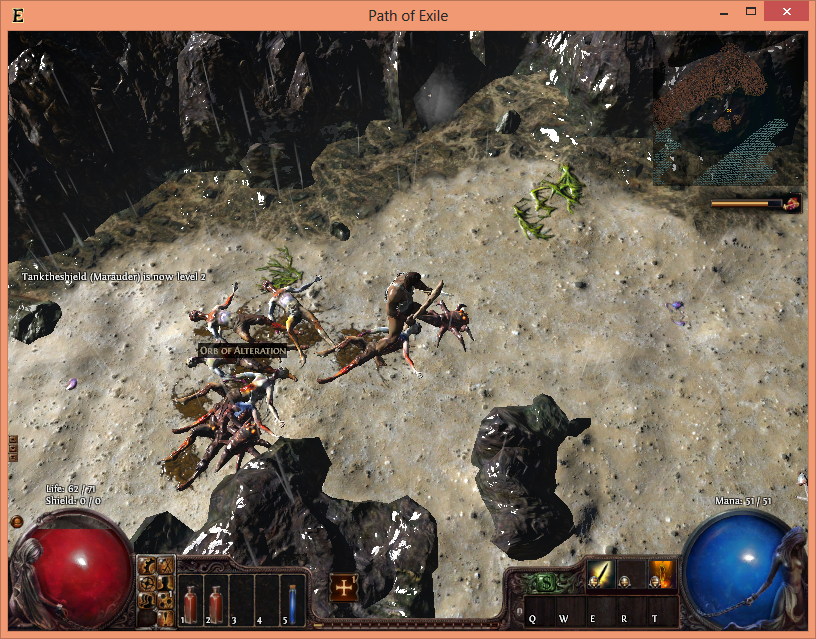 E
Path of Exile
Tanktheshjeld (Marauder) is now level 2
Orb of Alteration
Life: 62 / 71
Shield: 0 / 0
Mana: 51 / 51
1 2 3 4 5
Q W E R T